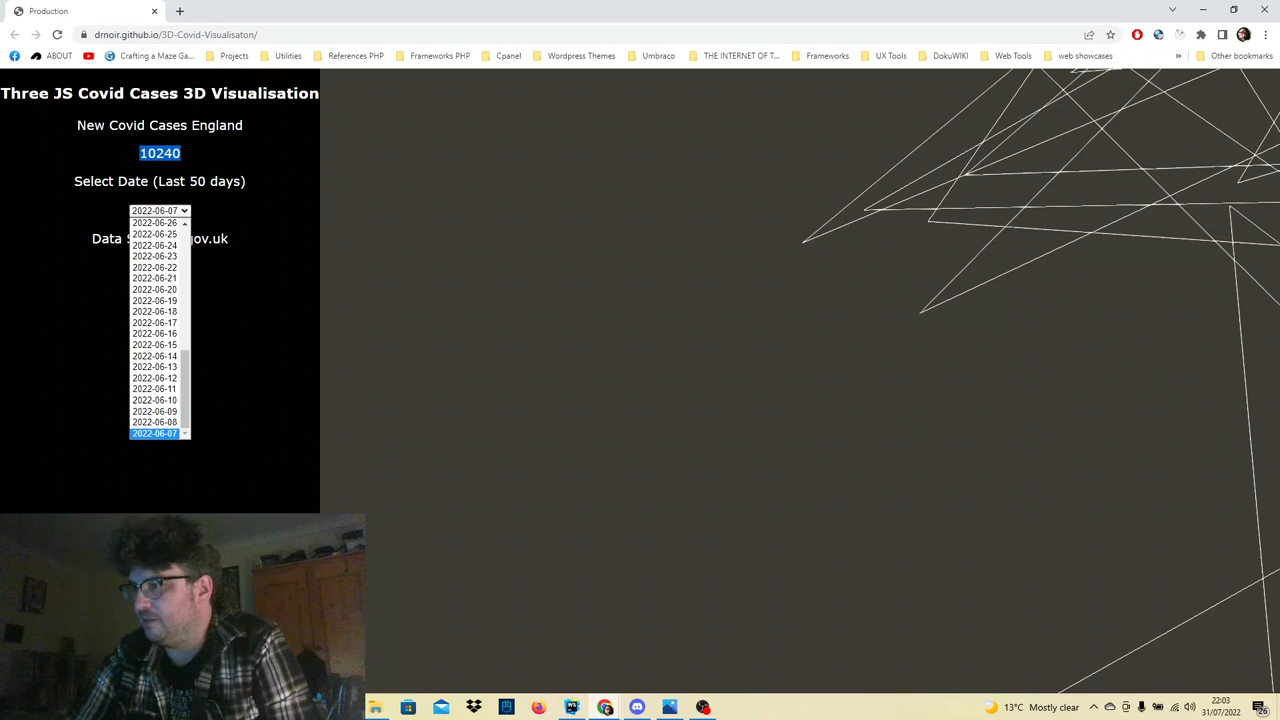 Production
drnoir.github.io/3D-Covid-Visualisaton/
ABOUT
Crafting a Maze Ga...
Projects
Utilities
References PHP
Frameworks PHP
Cpanel
Wordpress Themes
Umbraco
THE INTERNET OF T...
Frameworks
UX Tools
DokuWIKI
Web Tools
web showcases
»
Other bookmarks
Three JS Covid Cases 3D Visualisation
New Covid Cases England
10240
Select Date (Last 50 days)
2022-06-07
2022-06-26
2022-06-25
Data S
gov.uk
2022-06-24
2022-06-23
2022-06-22
2022-06-21
2022-06-20
2022-06-19
2022-06-18
2022-06-17
2022-06-16
2022-06-15
2022-06-14
2022-06-13
2022-06-12
2022-06-11
2022-06-10
2022-06-09
2022-06-08
2022-06-07
13°C Mostly clear
22:03
31/07/2022
26